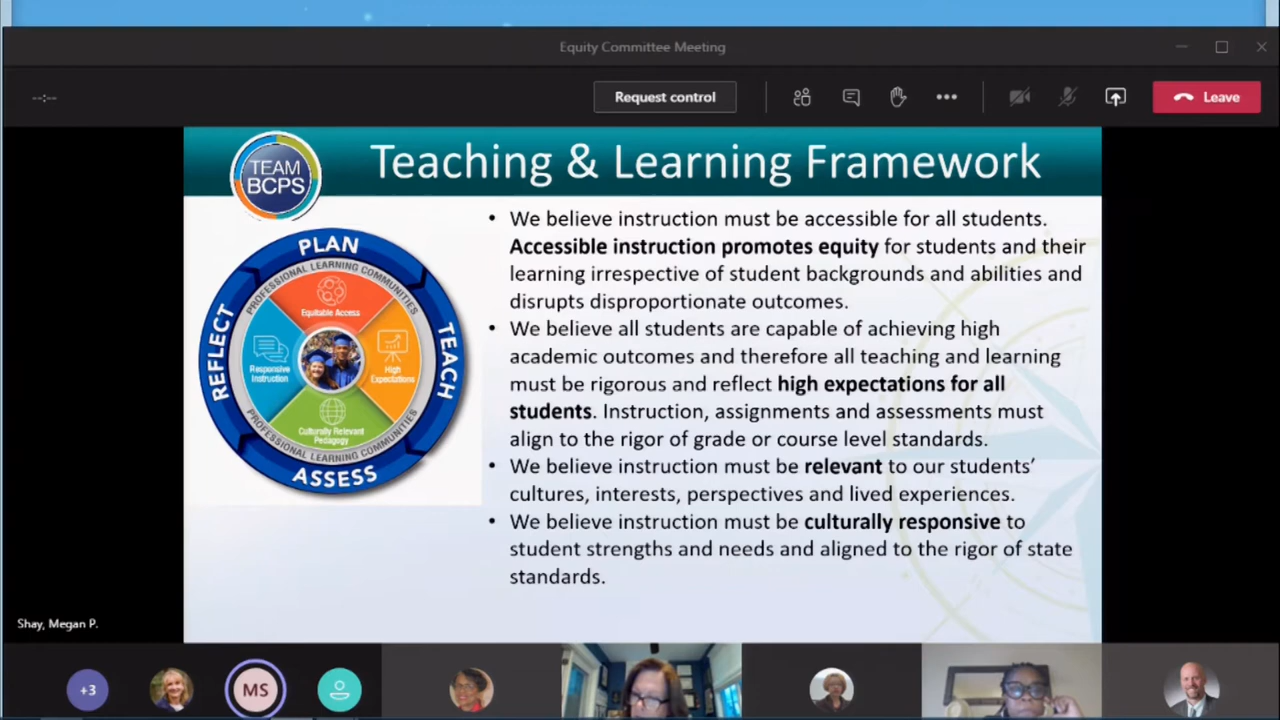 Equity Committee Meeting
--:--
Request control
Leave
TEAM
BCPS
Teaching & Learning Framework
PLAN
PROFESSIONAL LEARNING COMMUNITIES
Equitable Access
REFLECT
Responsive
Instruction
High
Expectations
TEACH
Culturally Relevant
Pedagogy
PROFESSIONAL LEARNING COMMUNITIES
ASSESS
• We believe instruction must be accessible for all students.
Accessible instruction promotes equity for students and their
learning irrespective of student backgrounds and abilities and
disrupts disproportionate outcomes.
• We believe all students are capable of achieving high
academic outcomes and therefore all teaching and learning
must be rigorous and reflect high expectations for all
students. Instruction, assignments and assessments must
align to the rigor of grade or course level standards.
• We believe instruction must be relevant to our students’
cultures, interests, perspectives and lived experiences.
• We believe instruction must be culturally responsive to
student strengths and needs and aligned to the rigor of state
standards.
Shay, Megan P.
+3
MS